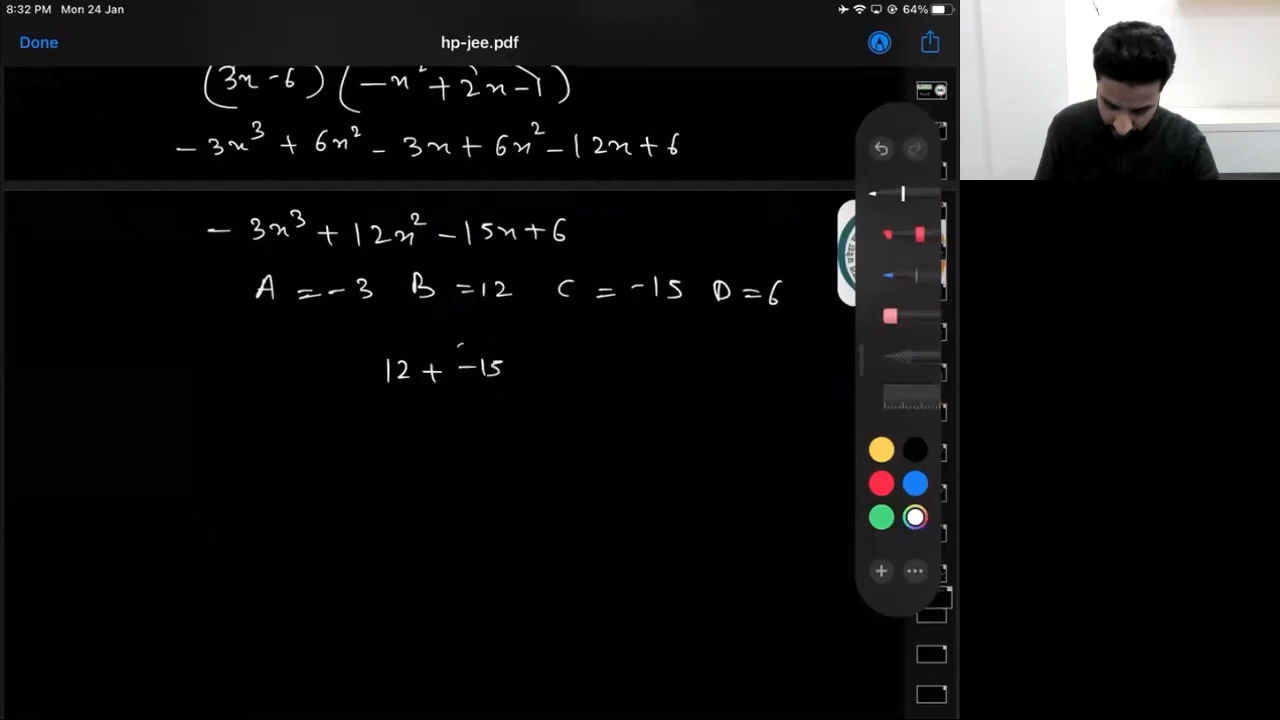 8:32 PM Mon 24 Jan 64%
Done hp-jee.pdf
(3x-6)(-x²+2x-1)
-3x³+6x²-3x+6x²-12x+6
-3x³+12x²-15x+6
A=-3 B=12 C=-15 D=6
12+-15